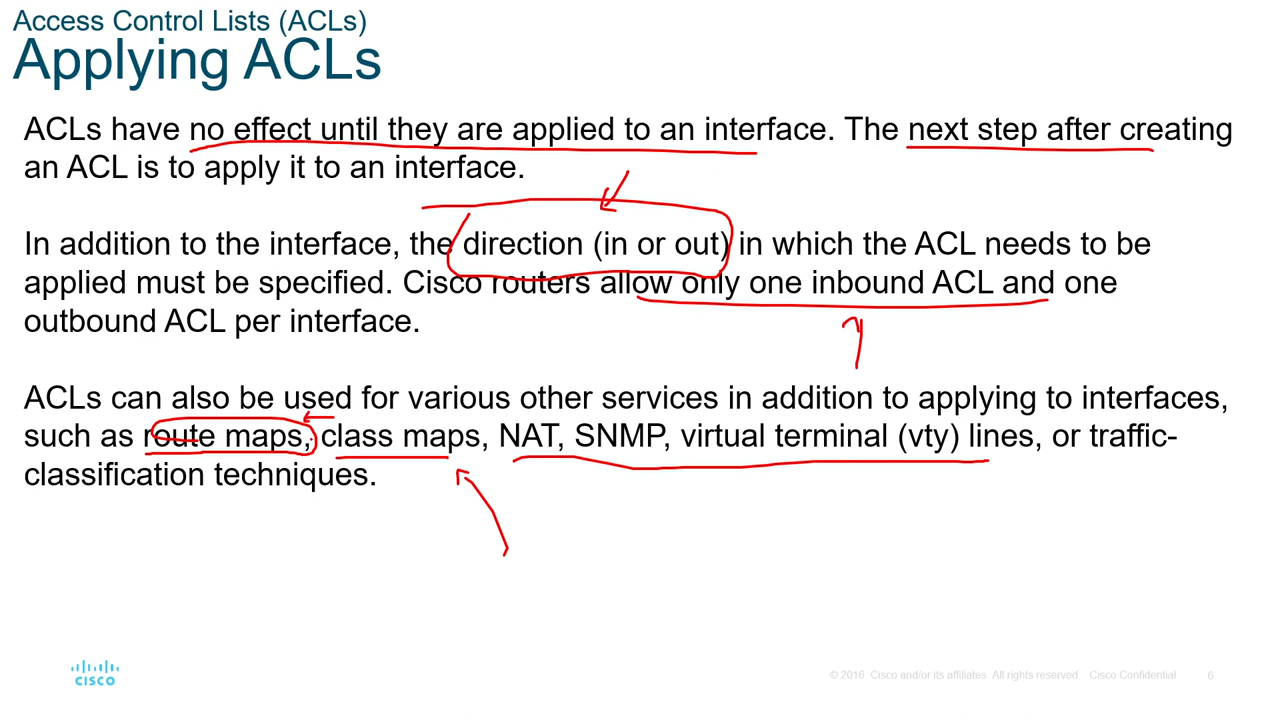 Access Control Lists (ACLs)
Applying ACLs
ACLs have no effect until they are applied to an interface. The next step after creating
an ACL is to apply it to an interface.
In addition to the interface, the direction (in or out) in which the ACL needs to be
applied must be specified. Cisco routers allow only one inbound ACL and one
outbound ACL per interface.
ACLs can also be used for various other services in addition to applying to interfaces,
such as route maps, class maps, NAT, SNMP, virtual terminal (vty) lines, or traffic-
classification techniques.
CISCO
© 2016 Cisco and/or its affiliates. All rights reserved. Cisco Confidential 6